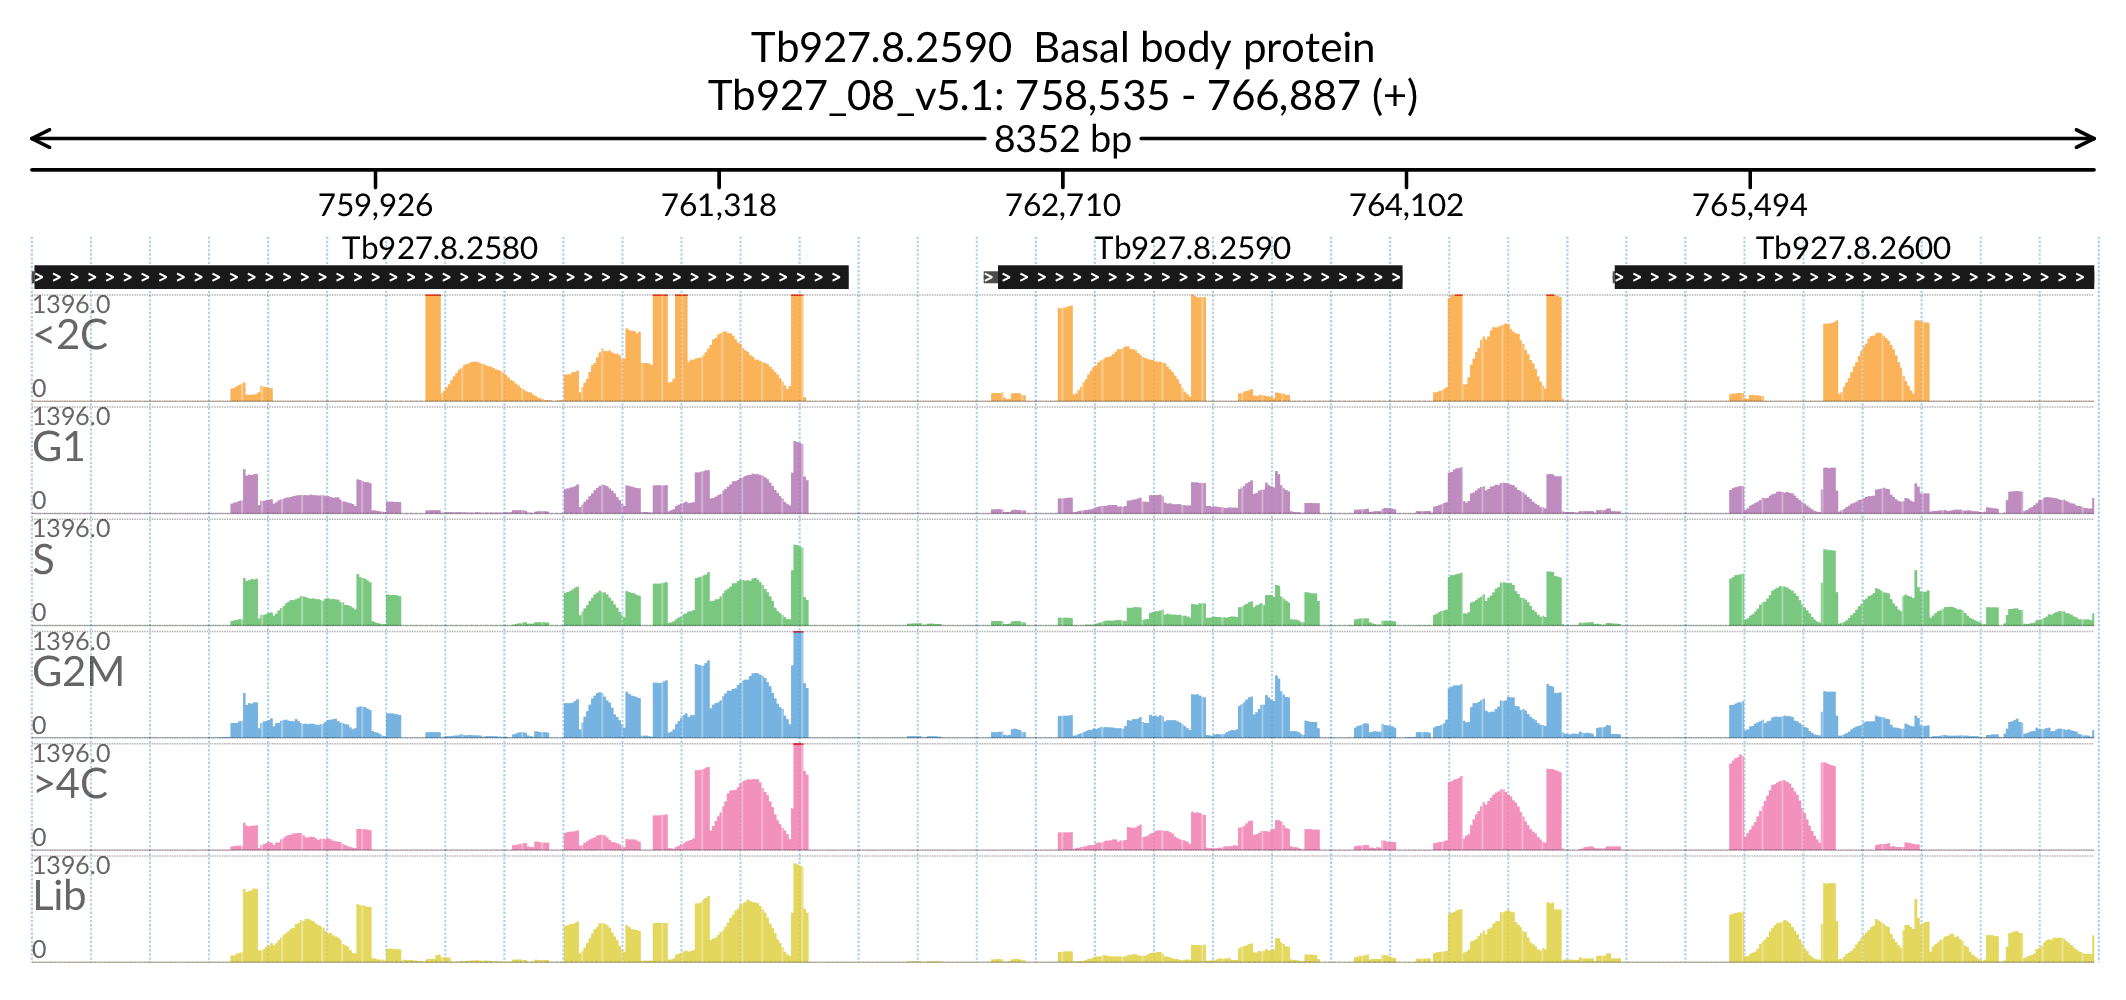 Tb927.8.2590  Basal body protein
Tb927_08_v5.1: 758,535 - 766,887 (+)
8352 bp
759,926 761,318 762,710 764,102 765,494
Tb927.8.2580 Tb927.8.2590 Tb927.8.2600
1396.0
<2C
0
1396.0
G1
0
1396.0
S
0
1396.0
G2M
0
1396.0
>4C
0
1396.0
Lib
0